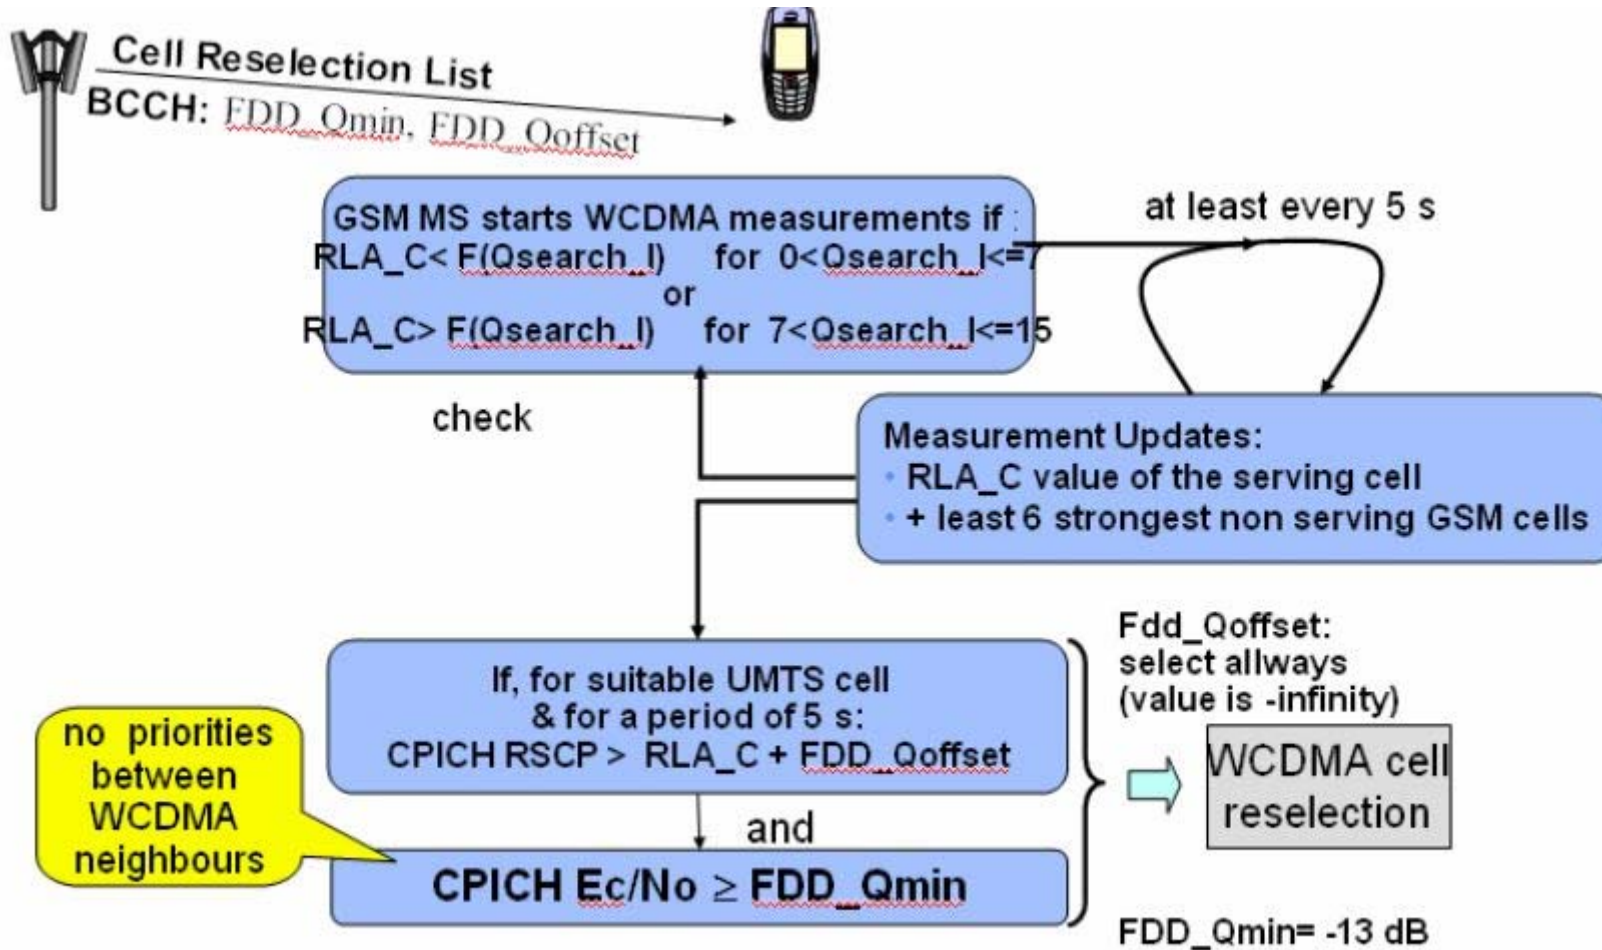 Cell Reselection List
BCCH: FDD_Qmin, FDD_Qoffset
GSM MS starts WCDMA measurements if :
RLA_C< F(Qsearch_I) for 0<Qsearch_I<=7
or
RLA_C> F(Qsearch_I) for 7<Qsearch_I<=15
at least every 5 s
check
Measurement Updates:
• RLA_C value of the serving cell
• + least 6 strongest non serving GSM cells
If, for suitable UMTS cell
& for a period of 5 s:
CPICH RSCP > RLA_C + FDD_Qoffset
and
CPICH Ec/No ≥ FDD_Qmin
no priorities
between
WCDMA
neighbours
Fdd_Qoffset:
select allways
(value is -infinity)
WCDMA cell
reselection
FDD_Qmin= -13 dB